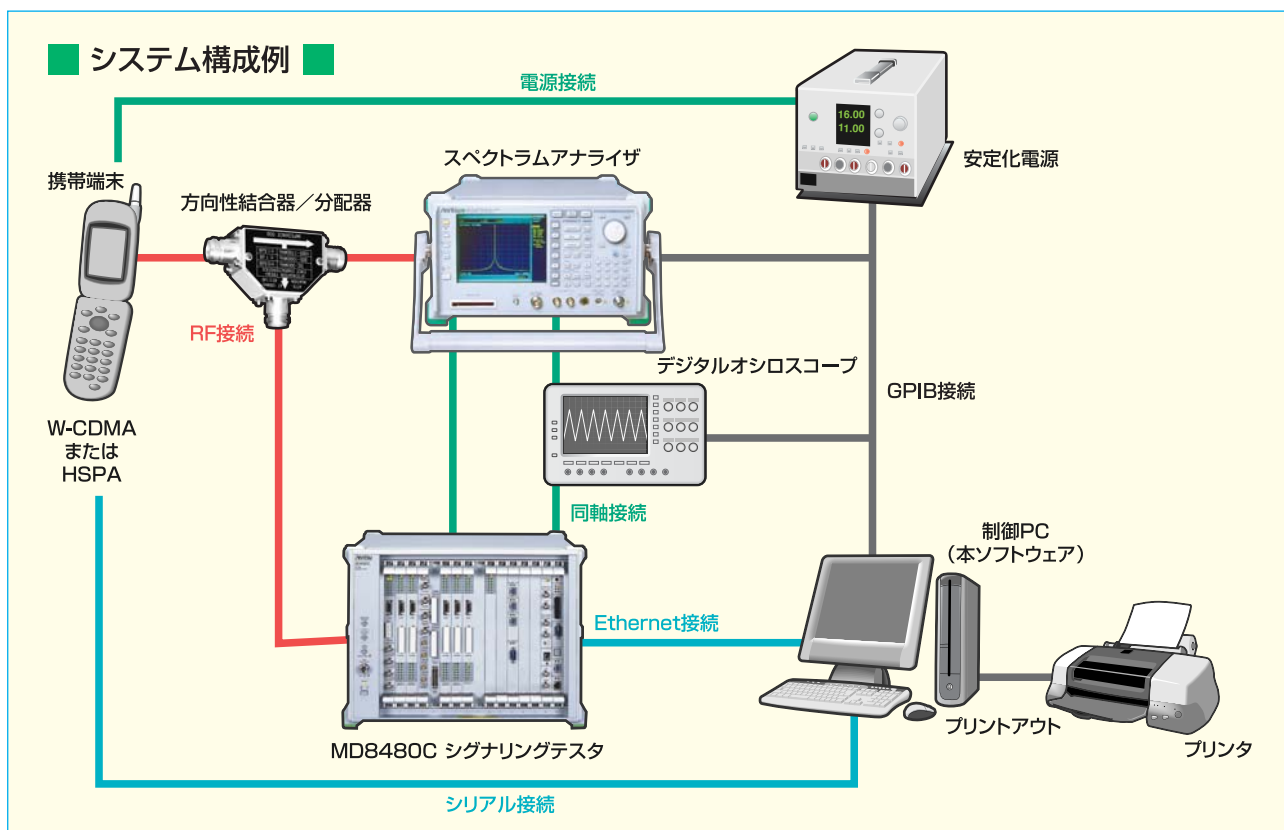 システム構成例
電源接続
16.00
11.00
安定化電源
スペクトラムアナライザ
携帯端末
方向性結合器／分配器
RF接続
デジタルオシロスコープ
GPIB接続
W-CDMA
または
HSPA
同軸接続
制御PC
（本ソフトウェア）
Ethernet接続
MD8480C シグナリングテスタ
プリントアウト
プリンタ
シリアル接続